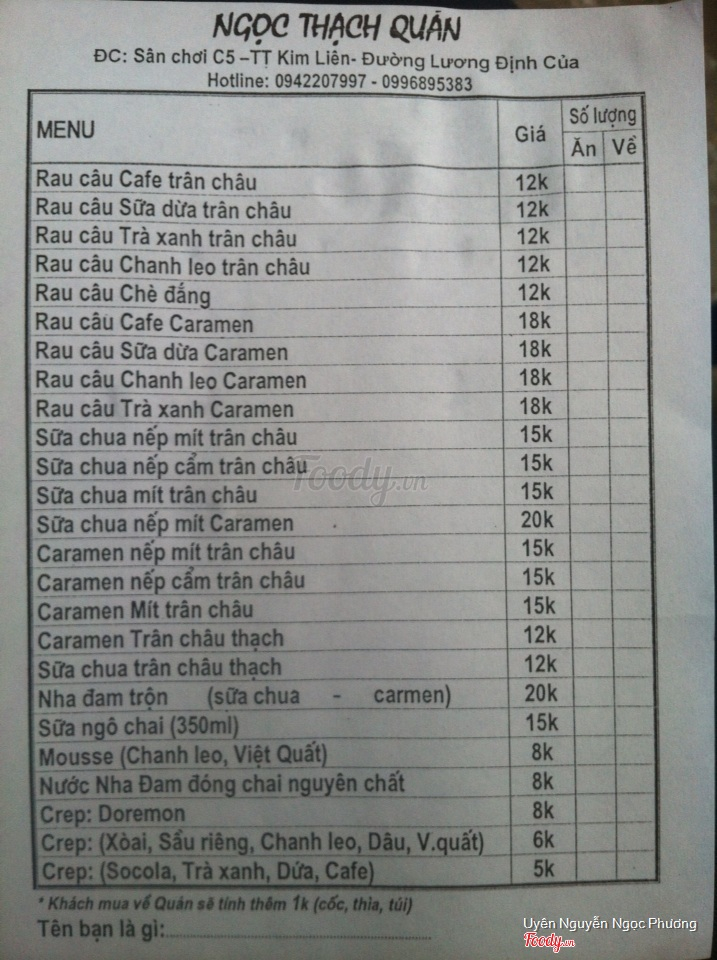 NGỌC THẠCH QUÁN
ĐC: Sân chơi C5 –TT Kim Liên- Đường Lương Định Của
Hotline: 0942207997 - 0996895383
MENU Giá Số lượng
Ăn Về
Rau câu Cafe trân châu 12k
Rau câu Sữa dừa trân châu 12k
Rau câu Trà xanh trân châu 12k
Rau câu Chanh leo trân châu 12k
Rau câu Chè đắng 12k
Rau câu Cafe Caramen 18k
Rau câu Sữa dừa Caramen 18k
Rau câu Chanh leo Caramen 18k
Rau câu Trà xanh Caramen 18k
Sữa chua nếp mít trân châu 15k
Sữa chua nếp cẩm trân châu 15k
Sữa chua mít trân châu 15k
Sữa chua nếp mít Caramen 20k
Caramen nếp mít trân châu 15k
Caramen nếp cẩm trân châu 15k
Caramen Mít trân châu 15k
Caramen Trân châu thạch 12k
Sữa chua trân châu thạch 12k
Nha đam trộn (sữa chua - carmen) 20k
Sữa ngô chai (350ml) 15k
Mousse (Chanh leo, Việt Quất) 8k
Nước Nha Đam đóng chai nguyên chất 8k
Crep: Doremon 8k
Crep: (Xòai, Sầu riêng, Chanh leo, Dâu, V.quất) 6k
Crep: (Socola, Trà xanh, Dứa, Cafe) 5k
* Khách mua về Quán sẽ tính thêm 1k (cốc, thìa, túi)
Tên bạn là gì:
Foody.vn
Uyên Nguyễn Ngọc Phương
Foody.vn